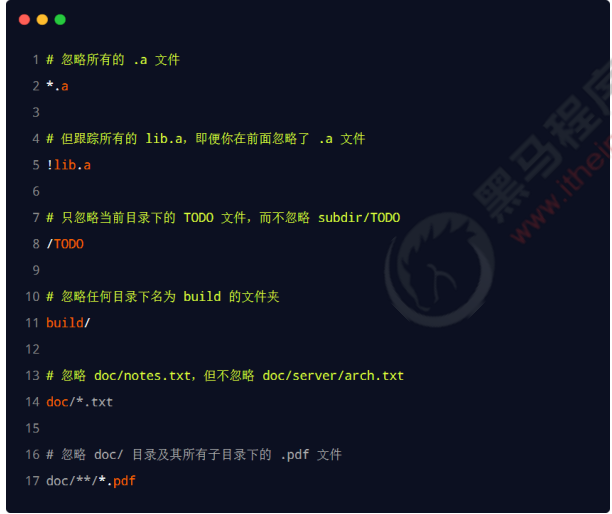 1 # 忽略所有的 .a 文件
2 *.a
3
4 # 但跟踪所有的 lib.a，即便你在前面忽略了 .a 文件
5 !lib.a
6
7 # 只忽略当前目录下的 TODO 文件，而不忽略 subdir/TODO
8 /TODO
9
10 # 忽略任何目录下名为 build 的文件夹
11 build/
12
13 # 忽略 doc/notes.txt，但不忽略 doc/server/arch.txt
14 doc/*.txt
15
16 # 忽略 doc/ 目录及其所有子目录下的 .pdf 文件
17 doc/**/*.pdf
黑马程序